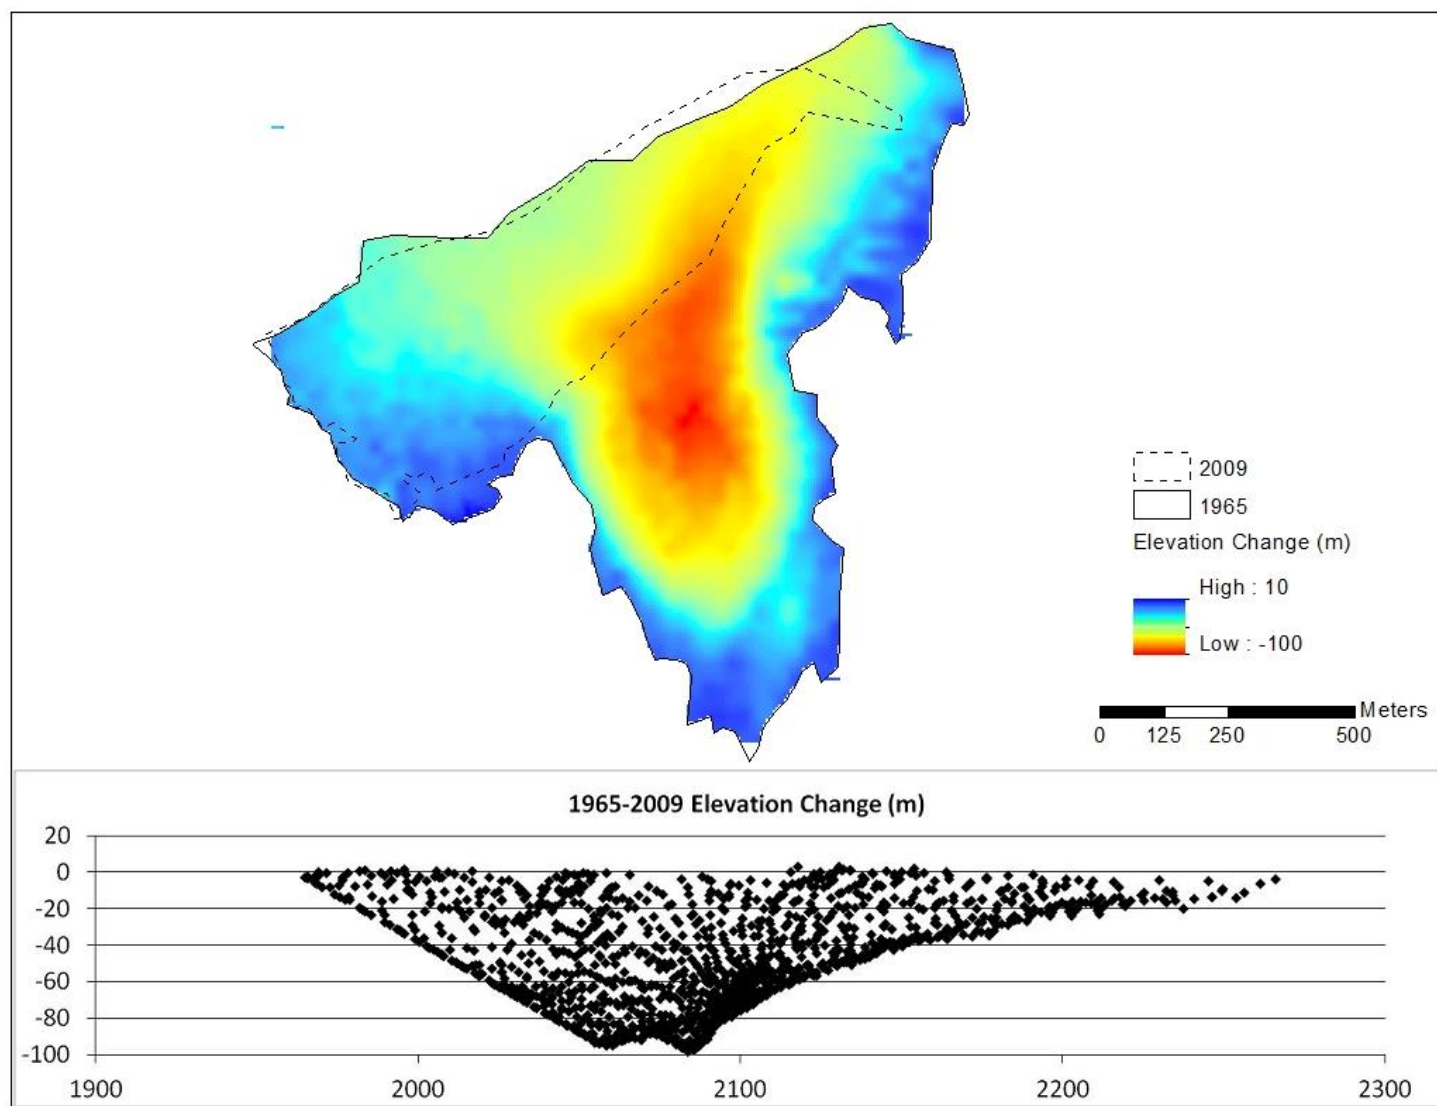 2009
1965
Elevation Change (m)
High : 10
Low : -100
Meters
0 125 250 500
1965-2009 Elevation Change (m)
20
0
-20
-40
-60
-80
-100
1900 2000 2100 2200 2300